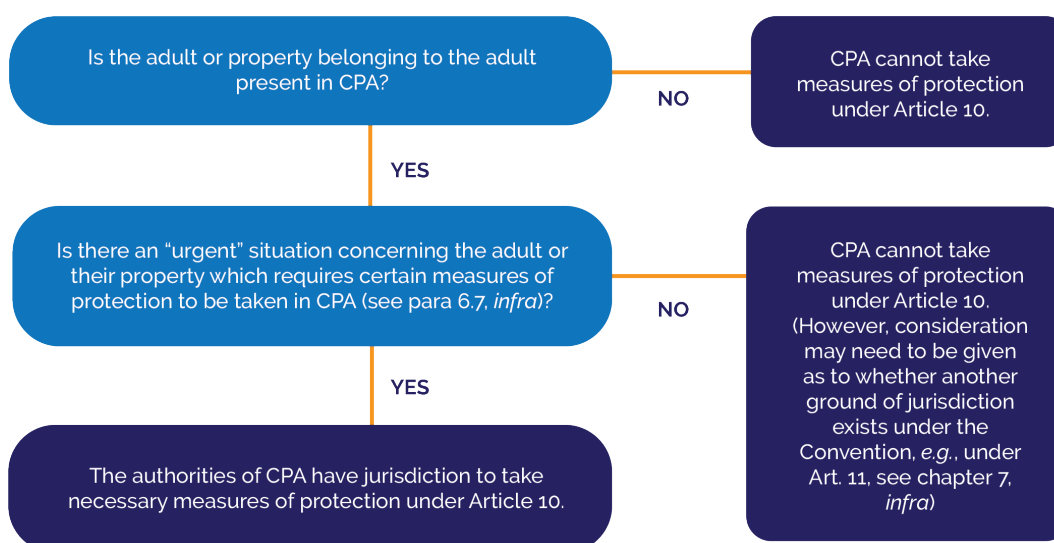 Is the adult or property belonging to the adult
present in CPA?
NO
CPA cannot take
measures of protection
under Article 10.
YES
Is there an “urgent” situation concerning the adult or
their property which requires certain measures of
protection to be taken in CPA (see para 6.7, infra)?
NO
CPA cannot take
measures of protection
under Article 10.
(However, consideration
may need to be given
as to whether another
ground of jurisdiction
exists under the
Convention, e.g., under
Art. 11, see chapter 7,
infra)
YES
The authorities of CPA have jurisdiction to take
necessary measures of protection under Article 10.